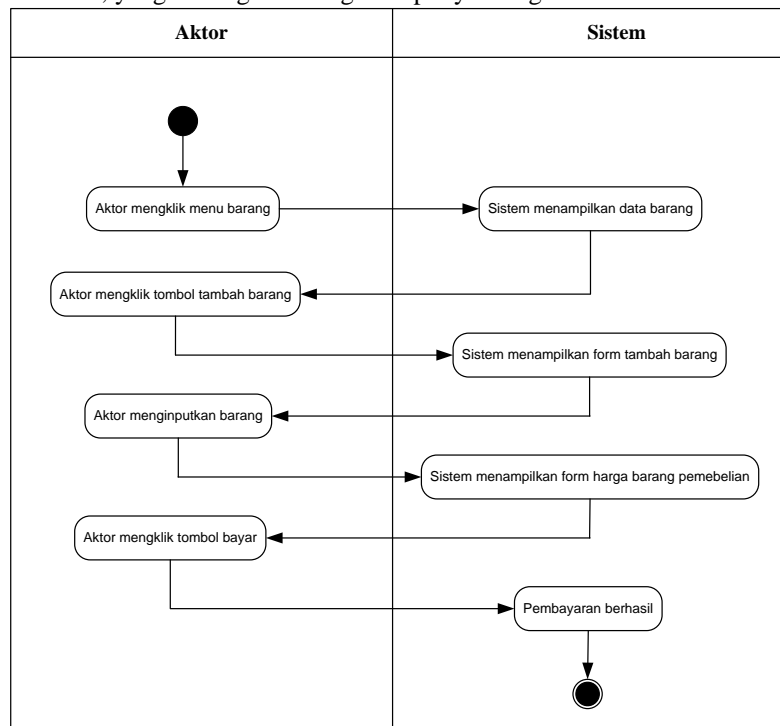 Aktor
Sistem
Aktor mengklik menu barang
Sistem menampilkan data barang
Aktor mengklik tombol tambah barang
Sistem menampilkan form tambah barang
Aktor menginputkan barang
Sistem menampilkan form harga barang pemebelian
Aktor mengklik tombol bayar
Pembayaran berhasil